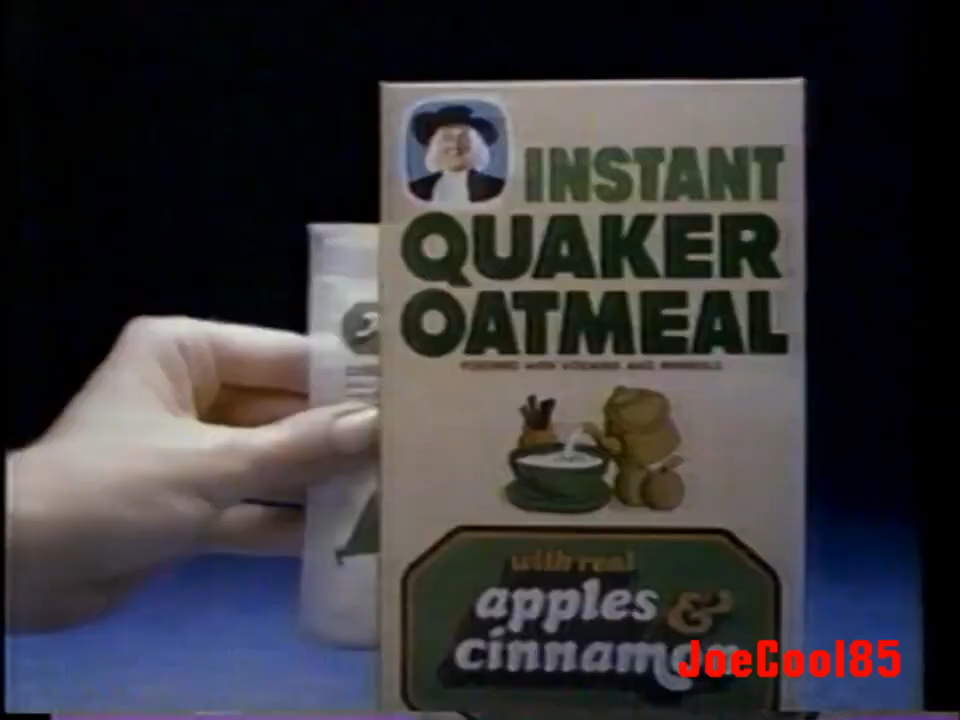 INSTANT
QUAKER
OATMEAL
with real
apples &
cinnamon
JoeCool85